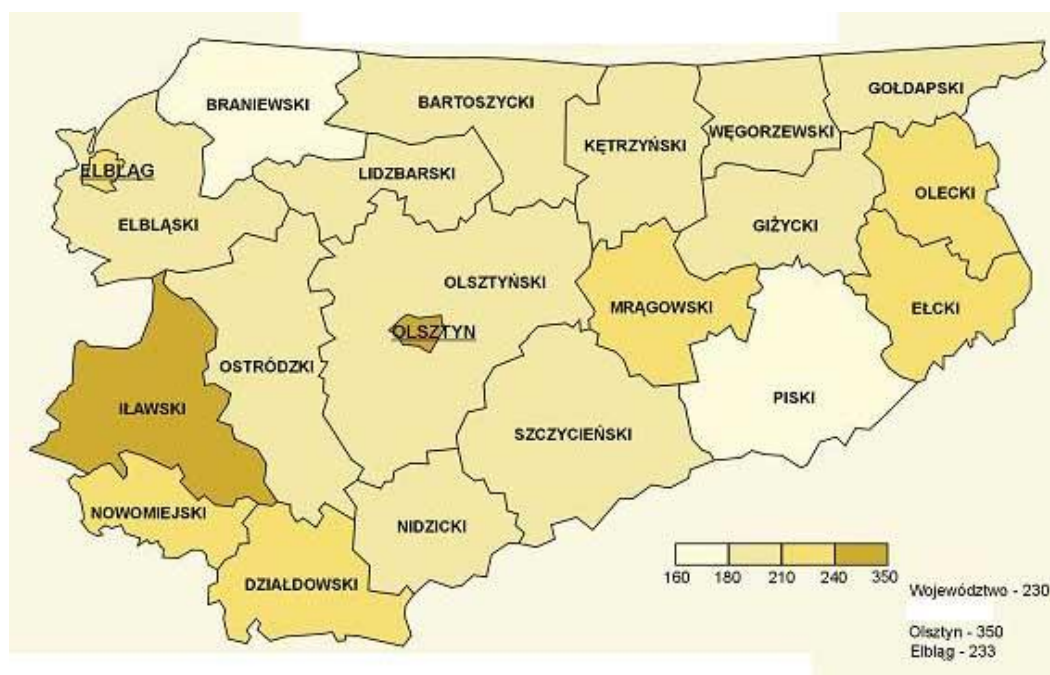 BRANIEWSKI
BARTOSZYCKI
GOŁDAPSKI
KĘTRZYŃSKI
WĘGORZEWSKI
ELBLĄG
LIDZBARSKI
OLECKI
ELBLĄSKI
GIŻYCKI
OLSZTYŃSKI
MRĄGOWSKI
EŁCKI
OLSZTYN
OSTRÓDZKI
PISKI
IŁAWSKI
SZCZYCIEŃSKI
NOWOMIEJSKI
NIDZICKI
DZIAŁDOWSKI
160 180 210 240 350
Województwo - 230
Olsztyn - 350
Elbląg - 233